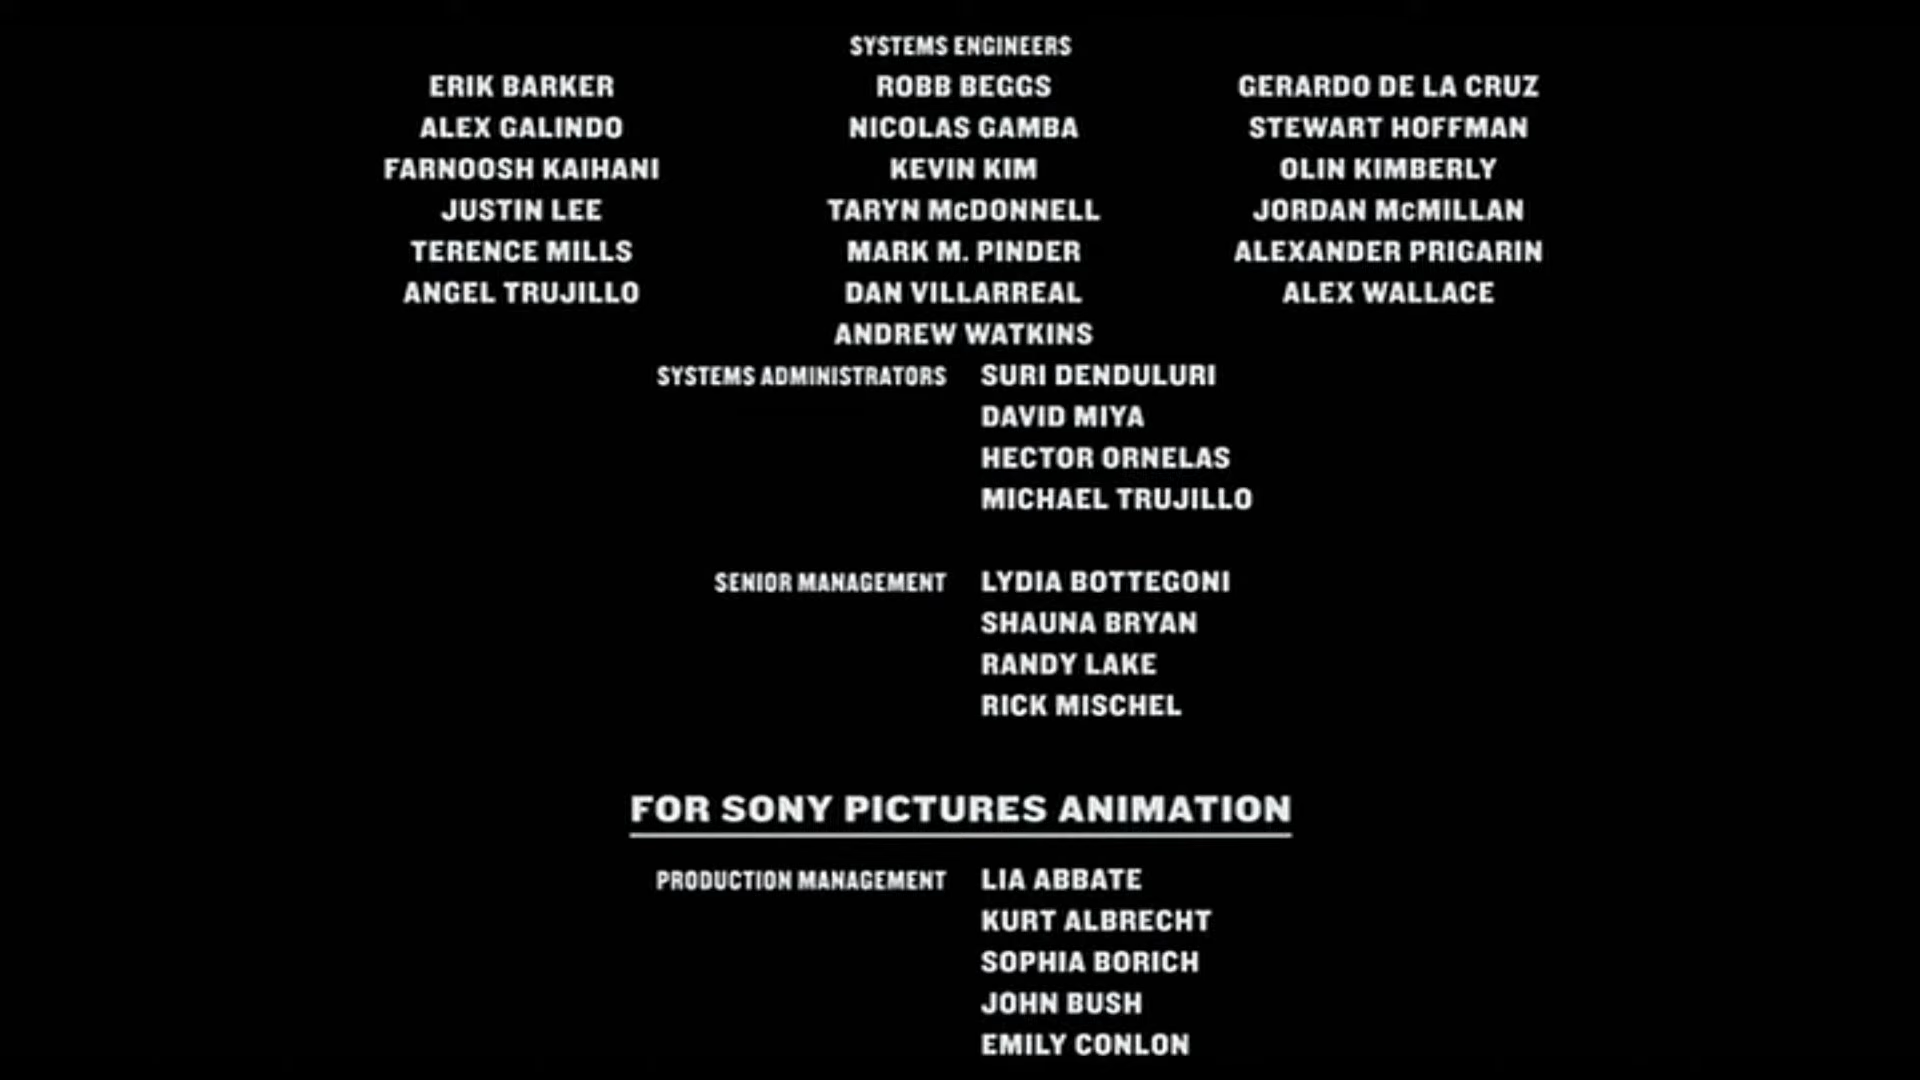 SYSTEMS ENGINEERS
ERIK BARKER ROBB BEGGS GERARDO DE LA CRUZ
ALEX GALINDO NICOLAS GAMBA STEWART HOFFMAN
FARNOOSH KAIHANI KEVIN KIM OLIN KIMBERLY
JUSTIN LEE TARYN McDONNELL JORDAN McMILLAN
TERENCE MILLS MARK M. PINDER ALEXANDER PRIGARIN
ANGEL TRUJILLO DAN VILLARREAL ALEX WALLACE
ANDREW WATKINS
SYSTEMS ADMINISTRATORS SURI DENDULURI
DAVID MIYA
HECTOR ORNELAS
MICHAEL TRUJILLO
SENIOR MANAGEMENT LYDIA BOTTEGONI
SHAUNA BRYAN
RANDY LAKE
RICK MISCHEL
FOR SONY PICTURES ANIMATION
PRODUCTION MANAGEMENT LIA ABBATE
KURT ALBRECHT
SOPHIA BORICH
JOHN BUSH
EMILY CONLON